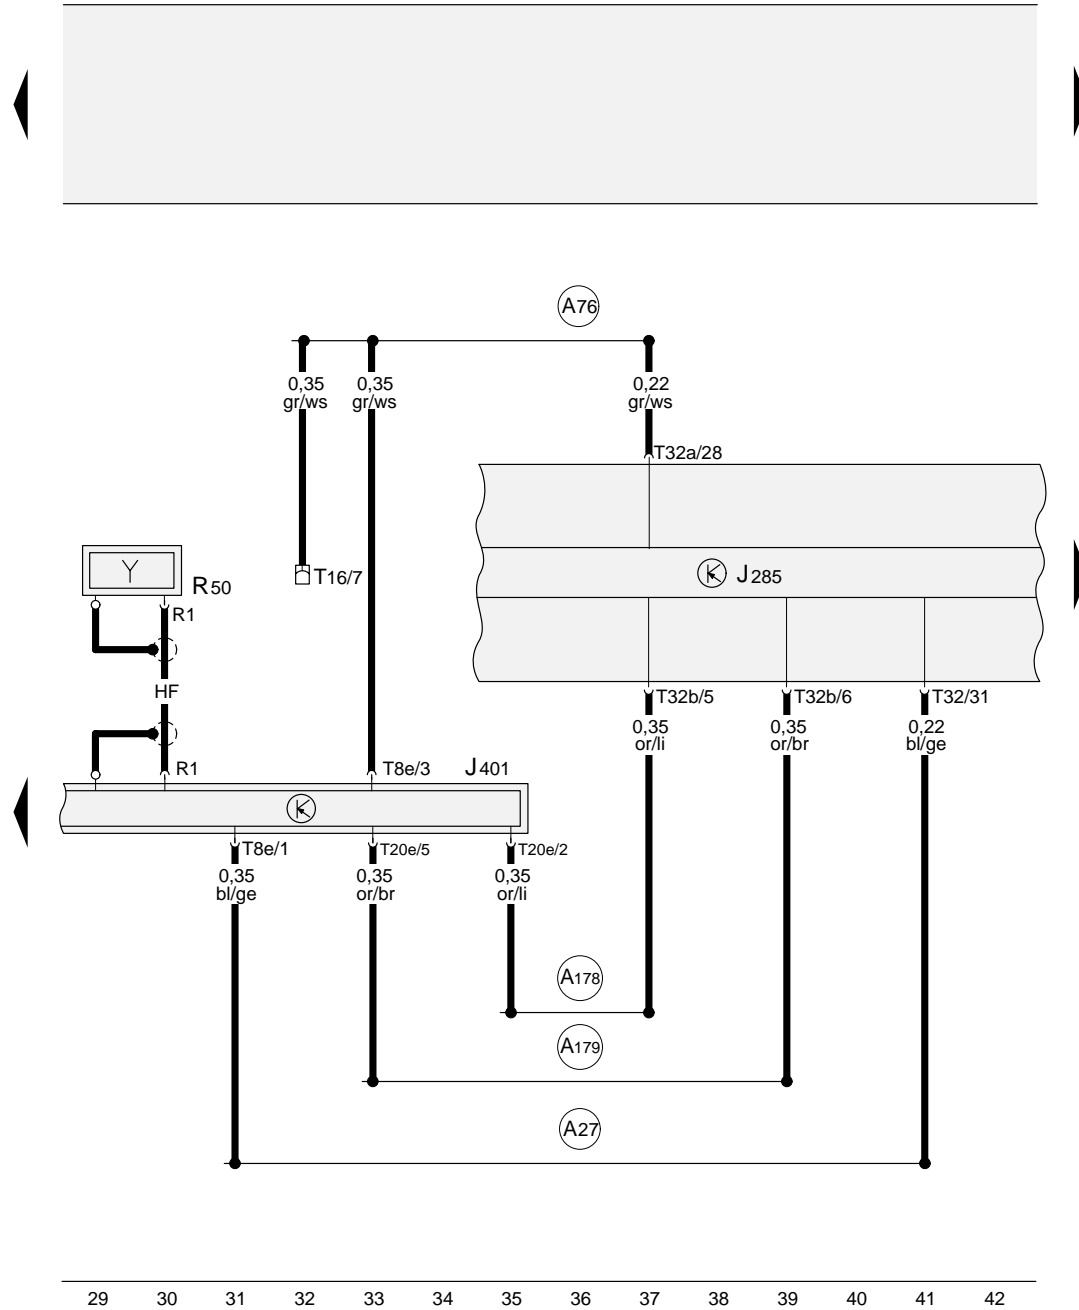 A76
0,35
gr/ws
0,35
gr/ws
0,22
gr/ws
T32a/28
T16/7
J285
R50
R1
HF
R1
T8e/3
J401
T32b/5
T32b/6
T32/31
0,35
or/li
0,35
or/br
0,22
bl/ge
T8e/1
T20e/5
T20e/2
0,35
bl/ge
0,35
or/br
0,35
or/li
A178
A179
A27
29 30 31 32 33 34 35 36 37 38 39 40 41 42